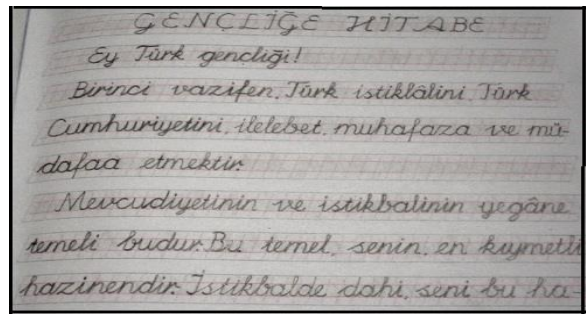 GENÇLİĞE HİTABE
Ey Türk gençliği!
Birinci vazifen, Türk istiklâlini, Türk
Cumhuriyetini, ilelebet, muhafaza ve mü-
dafaa etmektir.
Mevcudiyetinin ve istikbalinin yegâne
temeli budur. Bu temel, senin, en kıymetli
hazinendir. İstikbalde dahi, seni bu ha-